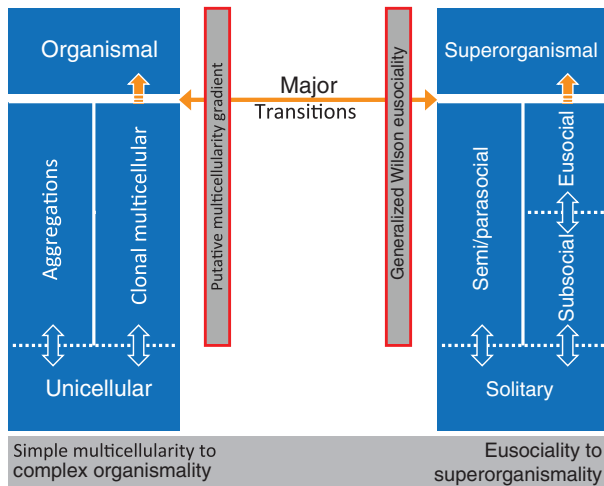 Organismal
Aggregations
Clonal multicellular
Unicellular
Putative multicellularity gradient
Major
Transitions
Generalized Wilson eusociality
Superorganismal
Semi/parasocial
Eusocial
Subsocial
Solitary
Simple multicellularity to
complex organismality
Eusociality to
superorganismality